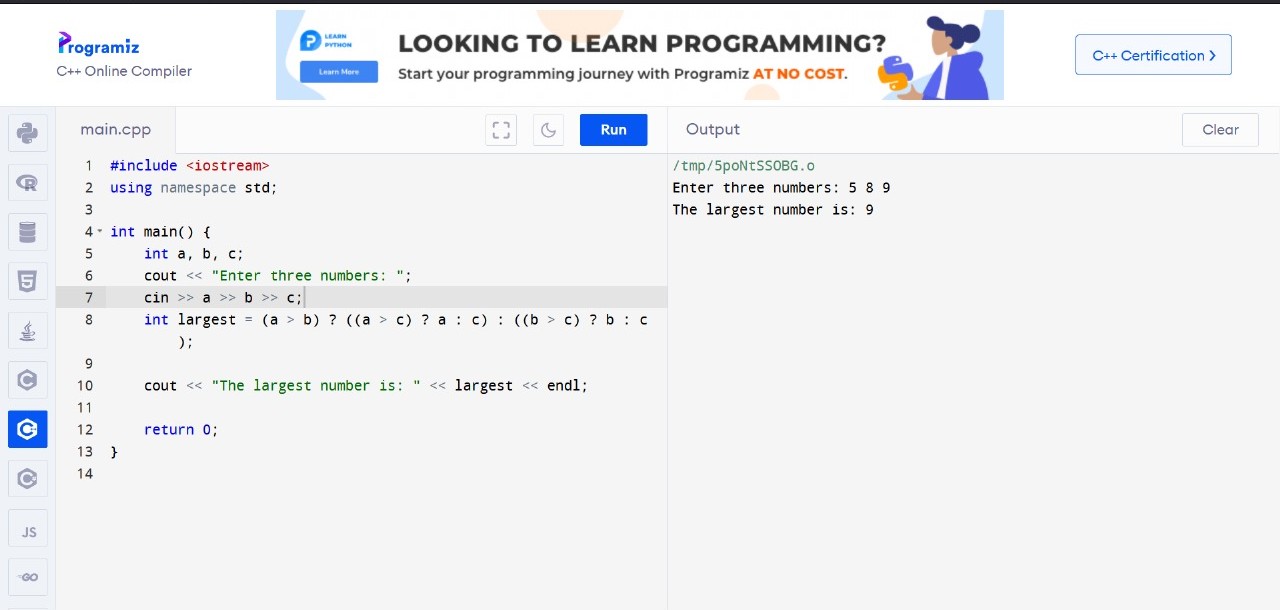 Programiz
C++ Online Compiler
LEARN
PYTHON
Learn More
LOOKING TO LEARN PROGRAMMING?
Start your programming journey with Programiz AT NO COST.
C++ Certification
main.cpp
Run
Output
Clear
1 #include <iostream>
2 using namespace std;
3
4 int main() {
5     int a, b, c;
6     cout << "Enter three numbers: ";
7     cin >> a >> b >> c;
8     int largest = (a > b) ? ((a > c) ? a : c) : ((b > c) ? b : c
        );
9
10     cout << "The largest number is: " << largest << endl;
11
12     return 0;
13 }
14
/tmp/5poNtSSOBG.o
Enter three numbers: 5 8 9
The largest number is: 9
R
5
C
C
C
JS
GO